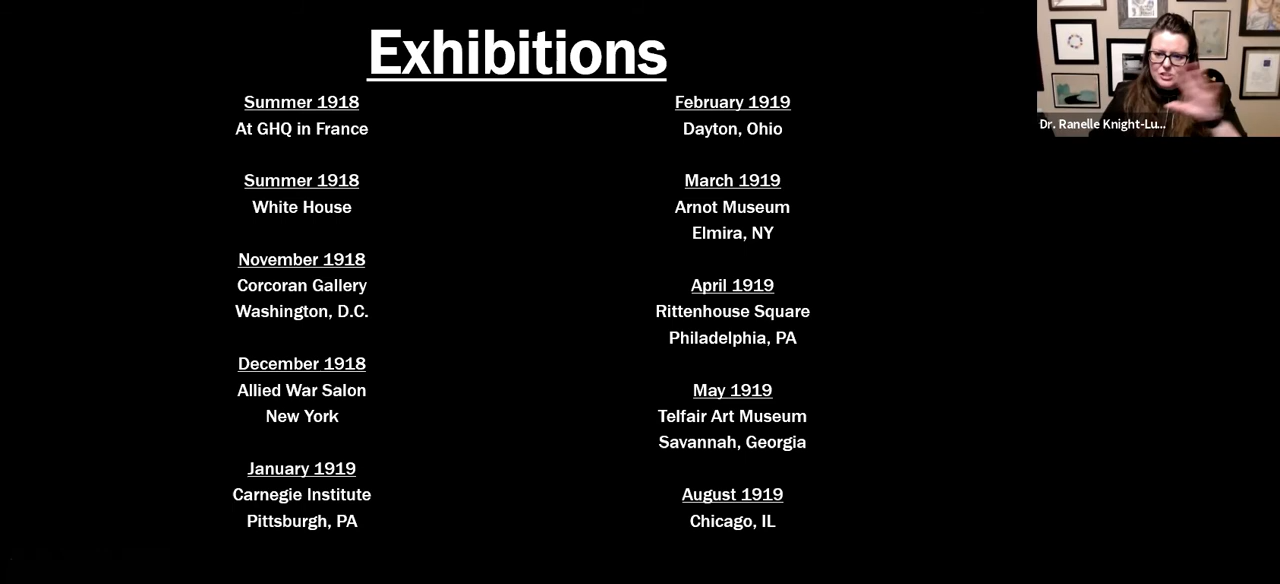 Exhibitions
Summer 1918
At GHQ in France
Summer 1918
White House
November 1918
Corcoran Gallery
Washington, D.C.
December 1918
Allied War Salon
New York
January 1919
Carnegie Institute
Pittsburgh, PA
February 1919
Dayton, Ohio
March 1919
Arnot Museum
Elmira, NY
April 1919
Rittenhouse Square
Philadelphia, PA
May 1919
Telfair Art Museum
Savannah, Georgia
August 1919
Chicago, IL
Dr. Ranelle Knight-Lu...